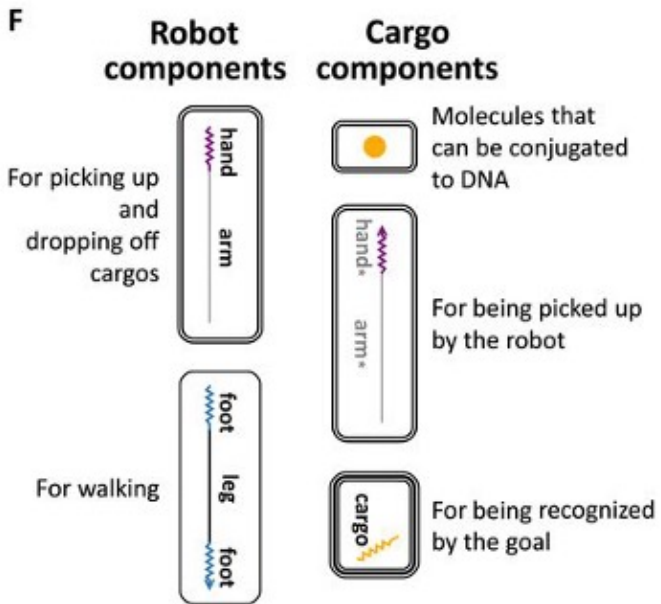 F
Robot
components
Cargo
components
For picking up
and
dropping off
cargos
hand
arm
For walking
foot
leg
foot
Molecules that
can be conjugated
to DNA
hand*
arm*
For being picked up
by the robot
cargo
For being recognized
by the goal